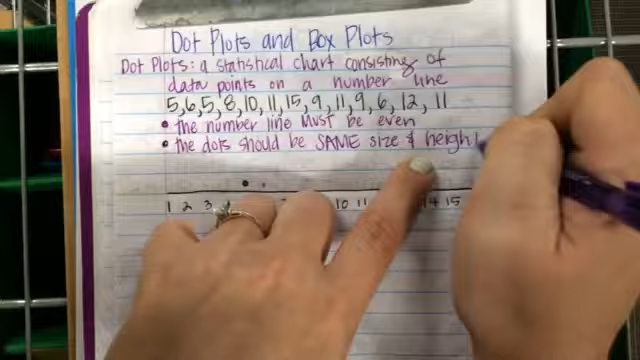 Dot Plots and Box Plots
Dot Plots: a statistical chart consisting of
data points on a number line
5,6,5,8,10,11,15,9,11,9,6,12,11
• the number line must be even
• the dots should be SAME size & height
1 2 3 10 11 14 15